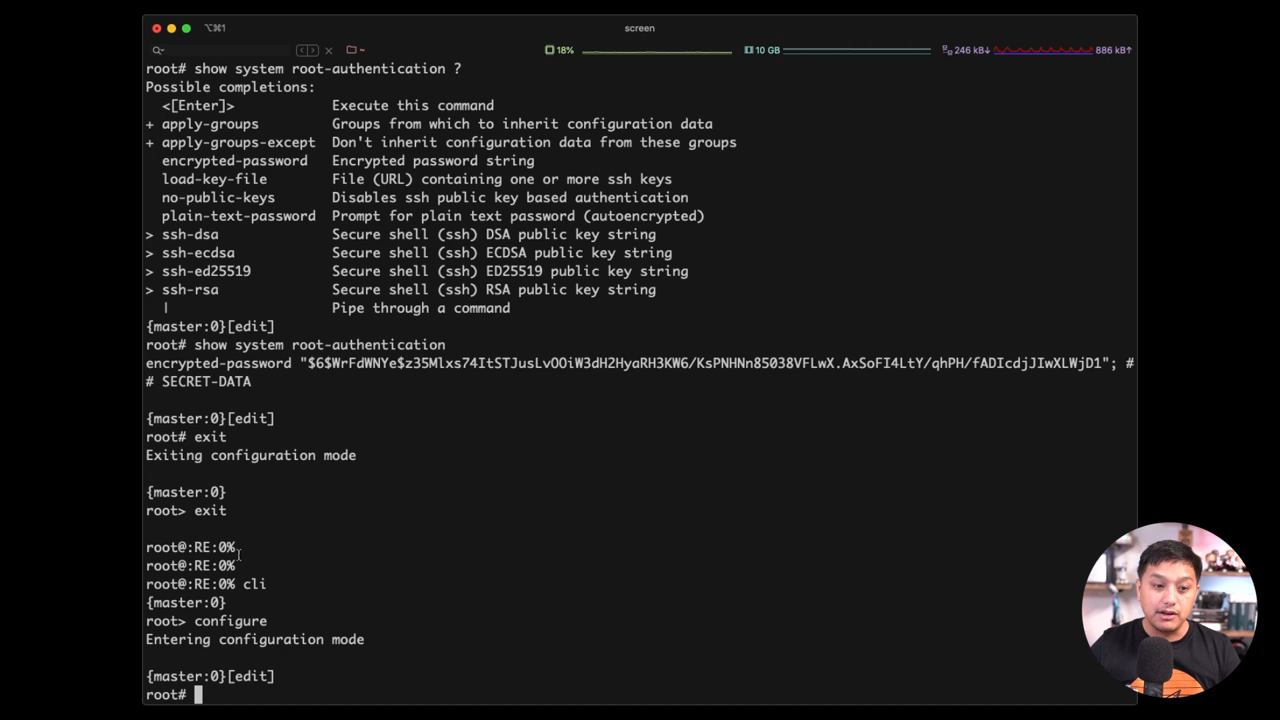 ⌥⌘1
screen
18%
10 GB
246 kB↓
886 kB↑
~
root# show system root-authentication ?
Possible completions:
<[Enter]> Execute this command
+ apply-groups Groups from which to inherit configuration data
+ apply-groups-except Don't inherit configuration data from these groups
encrypted-password Encrypted password string
load-key-file File (URL) containing one or more ssh keys
no-public-keys Disables ssh public key based authentication
plain-text-password Prompt for plain text password (autoencrypted)
> ssh-dsa Secure shell (ssh) DSA public key string
> ssh-ecdsa Secure shell (ssh) ECDSA public key string
> ssh-ed25519 Secure shell (ssh) ED25519 public key string
> ssh-rsa Secure shell (ssh) RSA public key string
| Pipe through a command
{master:0}[edit]
root# show system root-authentication
encrypted-password "$6$WrFdWNYe$z35Mlxs74ItSTJusLvOOiW3dH2HyaRH3KW6/KsPNHNn85038VFLwX.AxSoFI4LtY/qhPH/fADIcdjJIwXLWjD1"; #
# SECRET-DATA
{master:0}[edit]
root# exit
Exiting configuration mode
{master:0}
root> exit
root@:RE:0%
root@:RE:0%
root@:RE:0% cli
{master:0}
root> configure
Entering configuration mode
{master:0}[edit]
root#